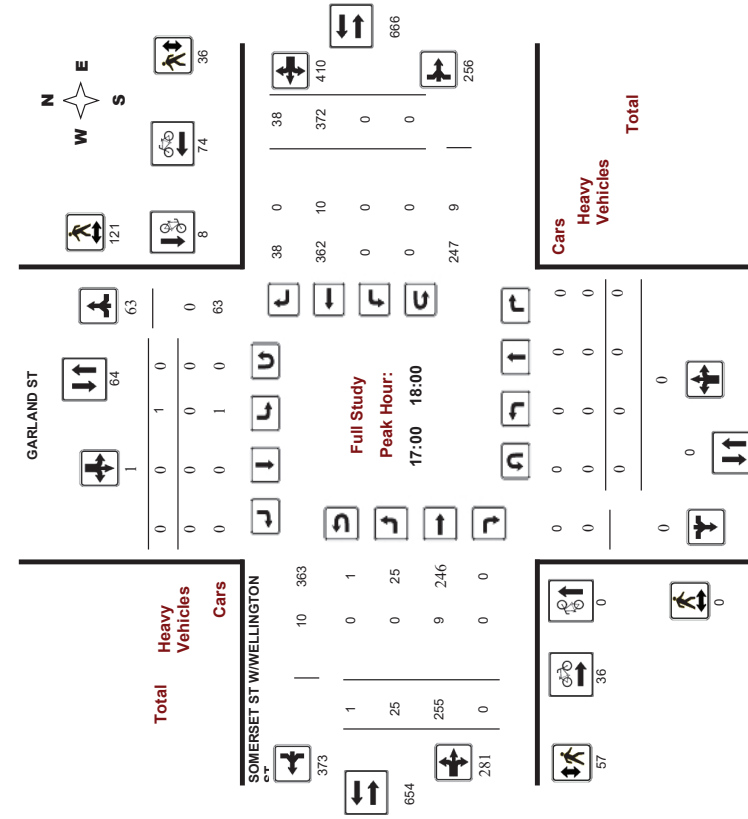 N
W E
S
GARLAND ST
121
8
74
36
1
64
63
0 0 1 0
0 0 0 0 0
0 0 1 0 63
Total
Heavy
Vehicles
Cars
SOMERSET ST W/WELLINGTON
ST
373
10 363
654
1 0 1
25 0 25
255 9 246
0 0 0
281
Full Study
Peak Hour:
17:00 18:00
38 0 38
362 10 372
0 0 0
0 0 0
247 9
410
666
256
Cars
Heavy
Vehicles
Total
0 0 0 0 0
0 0 0 0 0
0 0 0 0
0
0
0
57
36
0
0